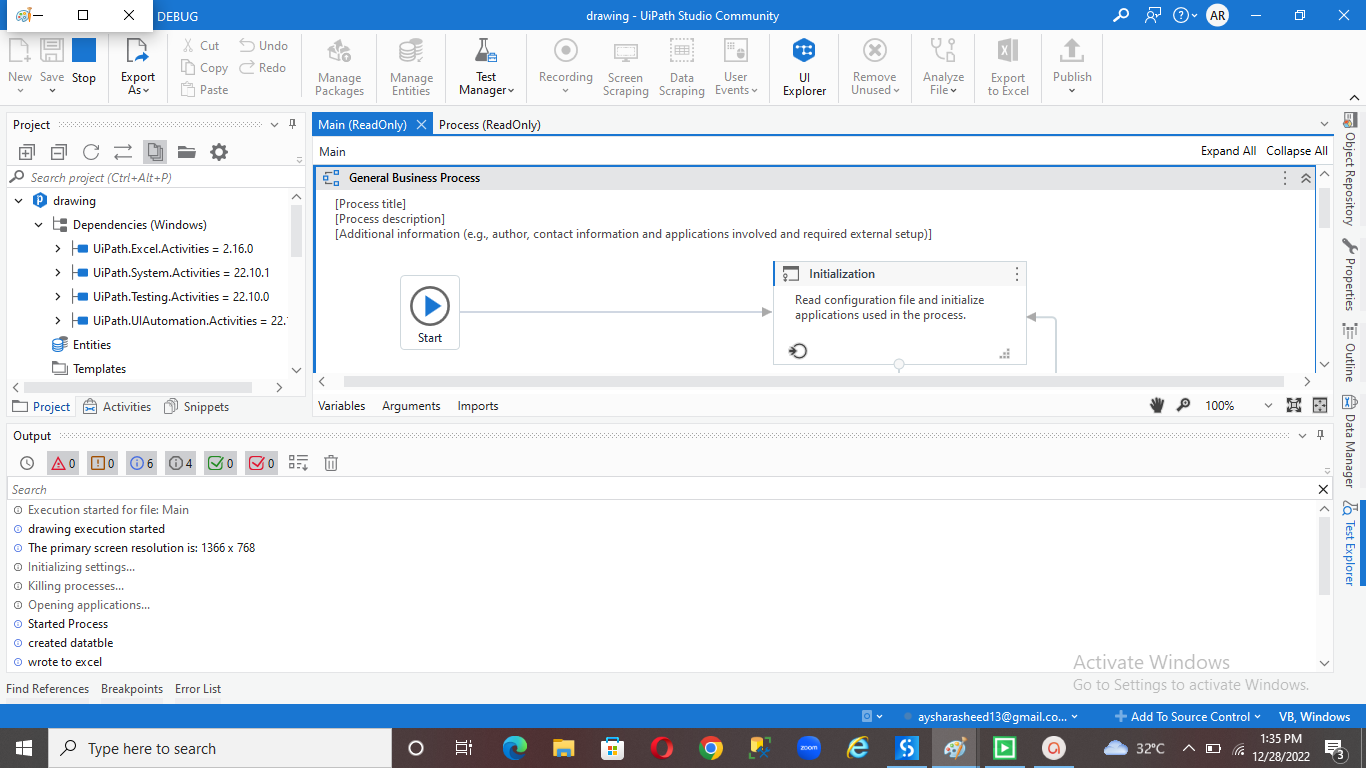 DEBUG
drawing - UiPath Studio Community
AR
New
Save
Stop
Export As
Cut
Copy
Paste
Undo
Redo
Manage Packages
Manage Entities
Test Manager
Recording
Screen Scraping
Data Scraping
User Events
UI Explorer
Remove Unused
Analyze File
Export to Excel
Publish
Project
Search project (Ctrl+Alt+P)
drawing
Dependencies (Windows)
UiPath.Excel.Activities = 2.16.0
UiPath.System.Activities = 22.10.1
UiPath.Testing.Activities = 22.10.0
UiPath.UIAutomation.Activities = 22.
Entities
Templates
Project
Activities
Snippets
Main (ReadOnly)
Process (ReadOnly)
Main
Expand All
Collapse All
General Business Process
[Process title]
[Process description]
[Additional information (e.g., author, contact information and applications involved and required external setup)]
Start
Initialization
Read configuration file and initialize
applications used in the process.
Variables
Arguments
Imports
100%
Object Repository
Properties
Outline
Data Manager
Test Explorer
Output
0
0
6
4
0
0
Search
Execution started for file: Main
drawing execution started
The primary screen resolution is: 1366 x 768
Initializing settings...
Killing processes...
Opening applications...
Started Process
created datatble
wrote to excel
Activate Windows
Go to Settings to activate Windows.
Find References
Breakpoints
Error List
aysharasheed13@gmail.co...
Add To Source Control
VB, Windows
Type here to search
zoom
32°C
1:35 PM
12/28/2022
3